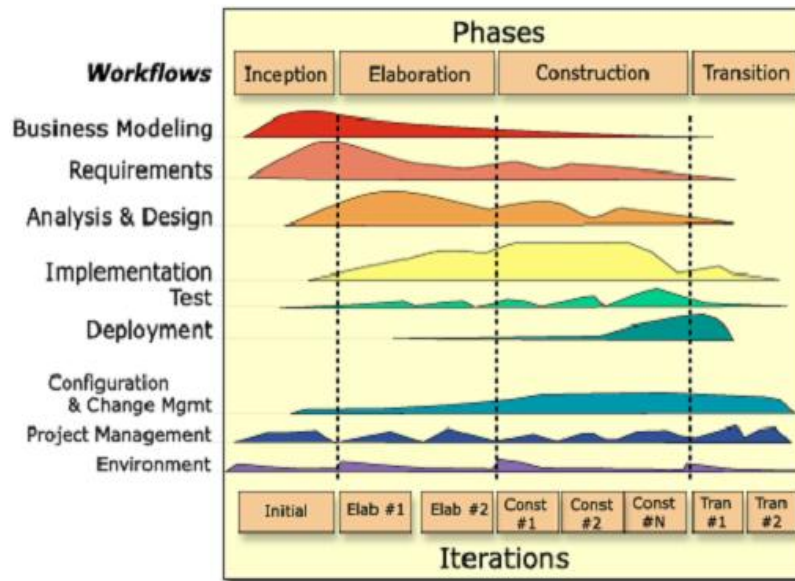 Phases
Workflows Inception Elaboration Construction Transition
Business Modeling
Requirements
Analysis & Design
Implementation
Test
Deployment
Configuration
& Change Mgmt
Project Management
Environment
Initial Elab #1 Elab #2 Const #1 Const #2 Const #N Tran #1 Tran #2
Iterations